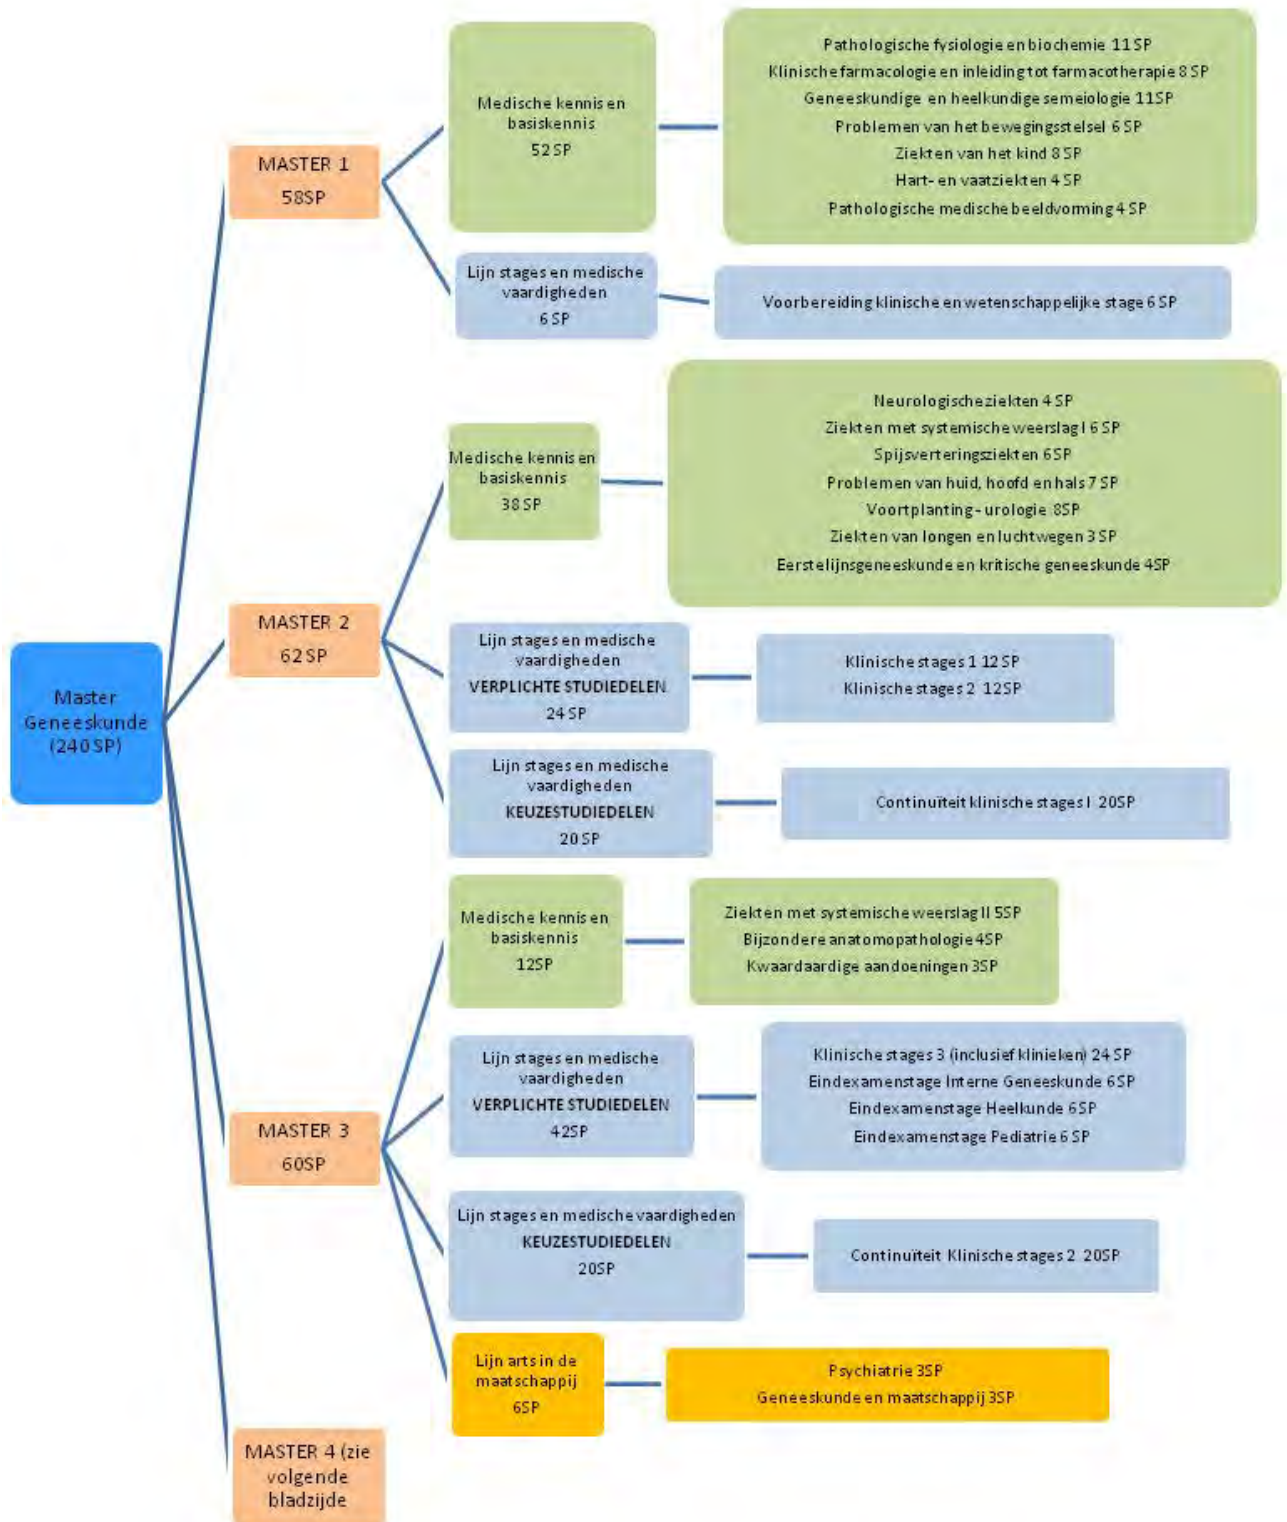 Master
Geneeskunde
(240 SP)
MASTER 1
58SP
Medische kennis en
basiskennis
52 SP
Pathologische fysiologie en biochemie 11 SP
Klinische farmacologie en inleiding tot farmacotherapie 8 SP
Geneeskundige en heelkundige semeiologie 11SP
Problemen van het bewegingsstelsel 6 SP
Ziekten van het kind 8 SP
Hart- en vaatziekten 4 SP
Pathologische medische beeldvorming 4 SP
Lijn stages en medische
vaardigheden
6 SP
Voorbereiding klinische en wetenschappelijke stage 6 SP
MASTER 2
62 SP
Medische kennis en
basiskennis
38 SP
Neurologische ziekten 4 SP
Ziekten met systemische weerslag I 6 SP
Spijsverteringsziekten 6 SP
Problemen van huid, hoofd en hals 7 SP
Voortplanting - urologie 8SP
Ziekten van longen en luchtwegen 3 SP
Eerstelijnsgeneeskunde en kritische geneeskunde 4SP
Lijn stages en medische
vaardigheden
VERPLICHTE STUDIEDELEN
24 SP
Klinische stages 1 12 SP
Klinische stages 2 12SP
Lijn stages en medische
vaardigheden
KEUZESTUDIEDELEN
20 SP
Continuïteit klinische stages I 20SP
MASTER 3
60SP
Medische kennis en
basiskennis
12SP
Ziekten met systemische weerslag II 5SP
Bijzondere anatomopathologie 4SP
Kwaardaardige aandoeningen 3SP
Lijn stages en medische
vaardigheden
VERPLICHTE STUDIEDELEN
42SP
Klinische stages 3 (inclusief klinieken) 24 SP
Eindexamenstage Interne Geneeskunde 6SP
Eindexamenstage Heelkunde 6SP
Eindexamenstage Pediatrie 6 SP
Lijn stages en medische vaardigheden
KEUZESTUDIEDELEN
20SP
Continuïteit Klinische stages 2 20SP
Lijn arts in de
maatschappij
6SP
Psychiatrie 3SP
Geneeskunde en maatschappij 3SP
MASTER 4 (zie
volgende
bladzijde